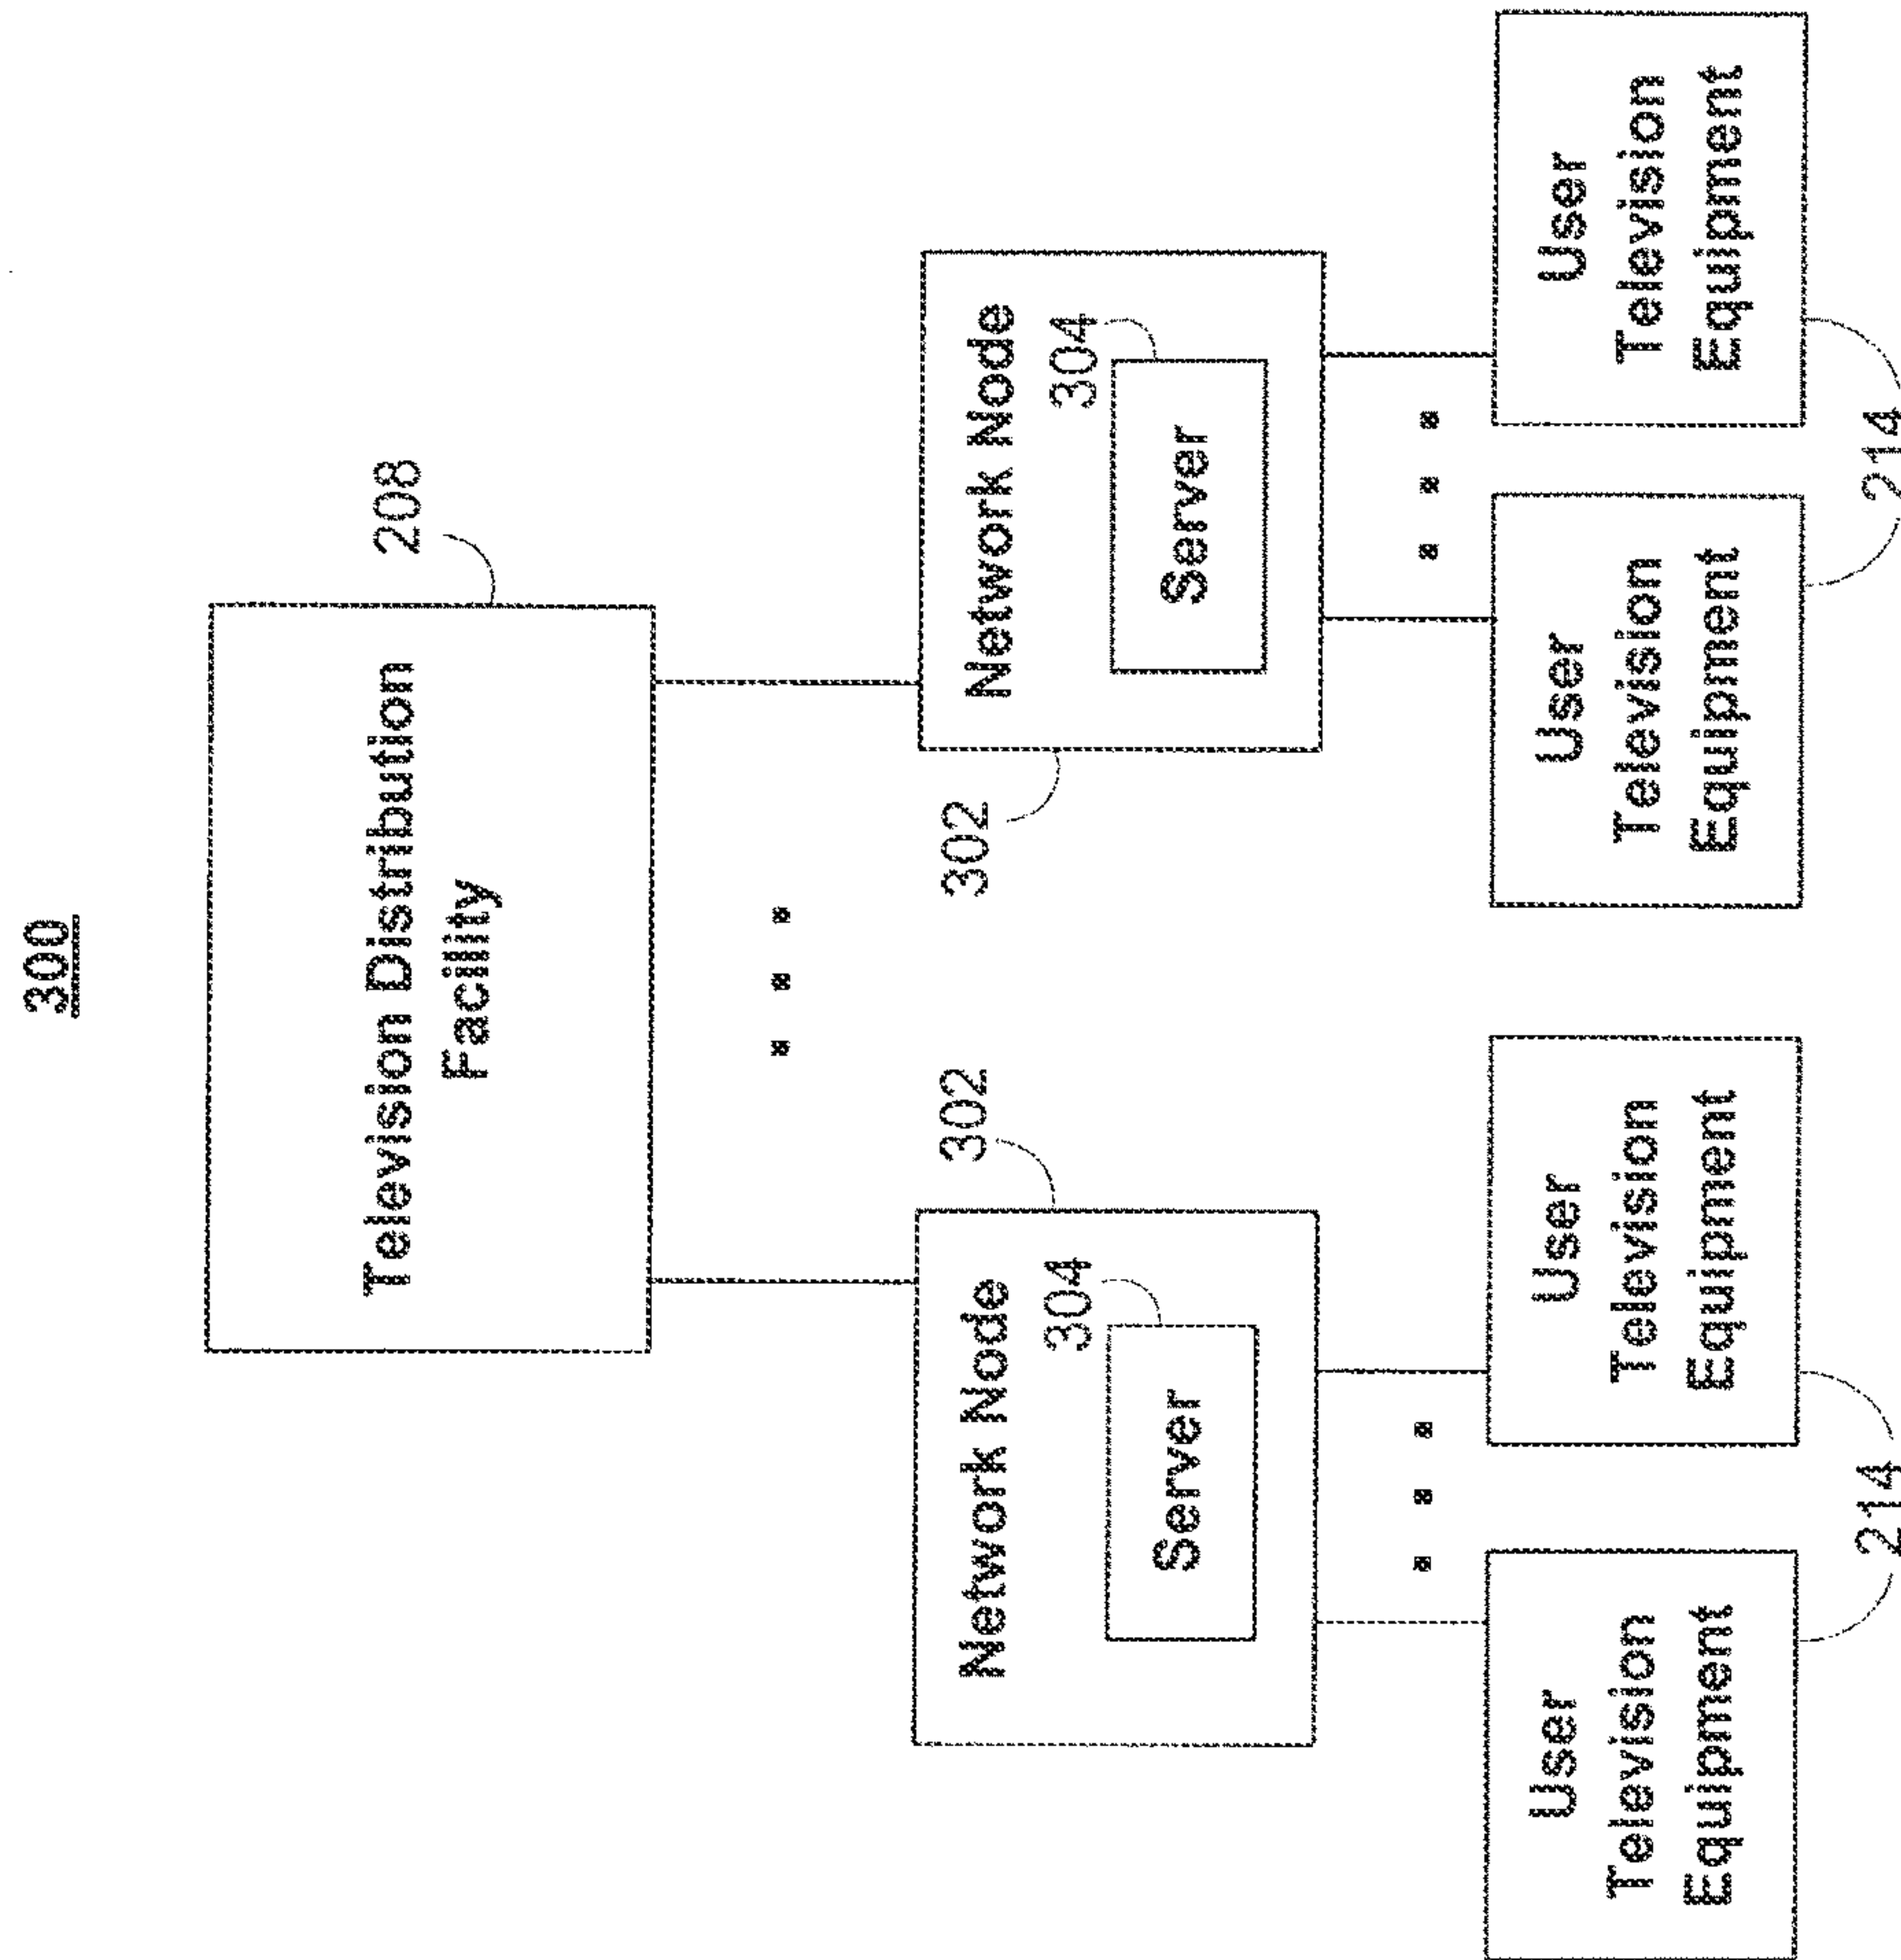 300
208
Television Distribution
Facility
302
302
Network Node
304
Server
Network Node
304
Server
User
Television
Equipment
User
Television
Equipment
User
Television
Equipment
User
Television
Equipment
214
214